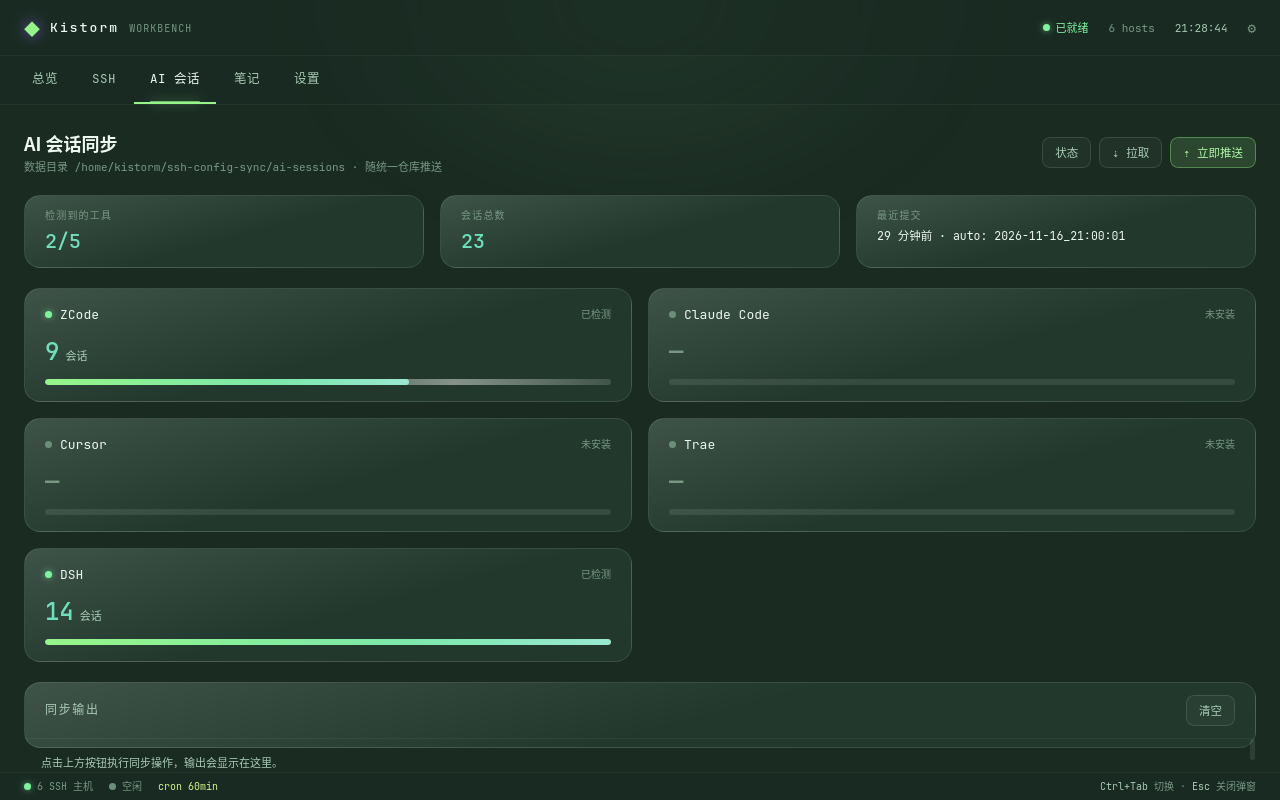 Kistorm WORKBENCH
已就绪 6 hosts 21:28:44
总览 SSH AI 会话 笔记 设置
AI 会话同步
数据目录 /home/kistorm/ssh-config-sync/ai-sessions · 随统一仓库推送
状态 ↓ 拉取 ↑ 立即推送
检测到的工具
2/5
会话总数
23
最近提交
29 分钟前 · auto: 2026-11-16_21:00:01
ZCode 已检测
9 会话
Claude Code 未安装
—
Cursor 未安装
—
Trae 未安装
—
DSH 已检测
14 会话
同步输出 清空
点击上方按钮执行同步操作，输出会显示在这里。
6 SSH 主机 空闲 cron 60min
Ctrl+Tab 切换 · Esc 关闭弹窗